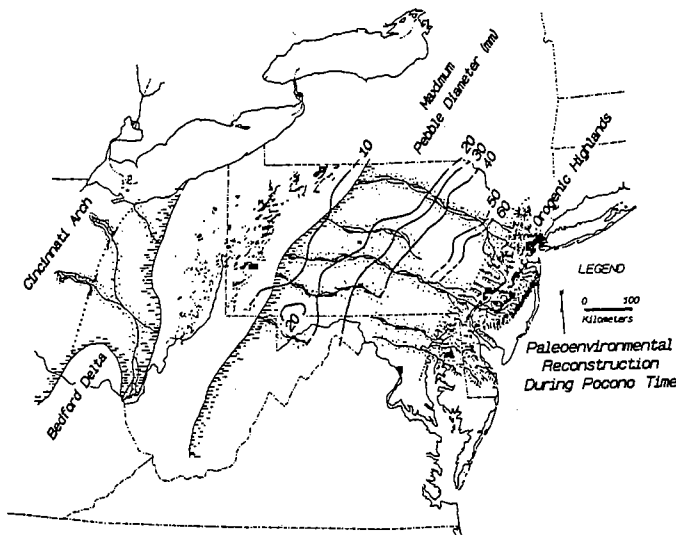 Maximum
Pebble Diameter (mm)
10
20
30
40
50
60
20
Orogenic Highlands
Cincinnati Arch
Bedford Delta
LEGEND
0 100
Kilometers
Paleoenvironmental
Reconstruction
During Pocono Time